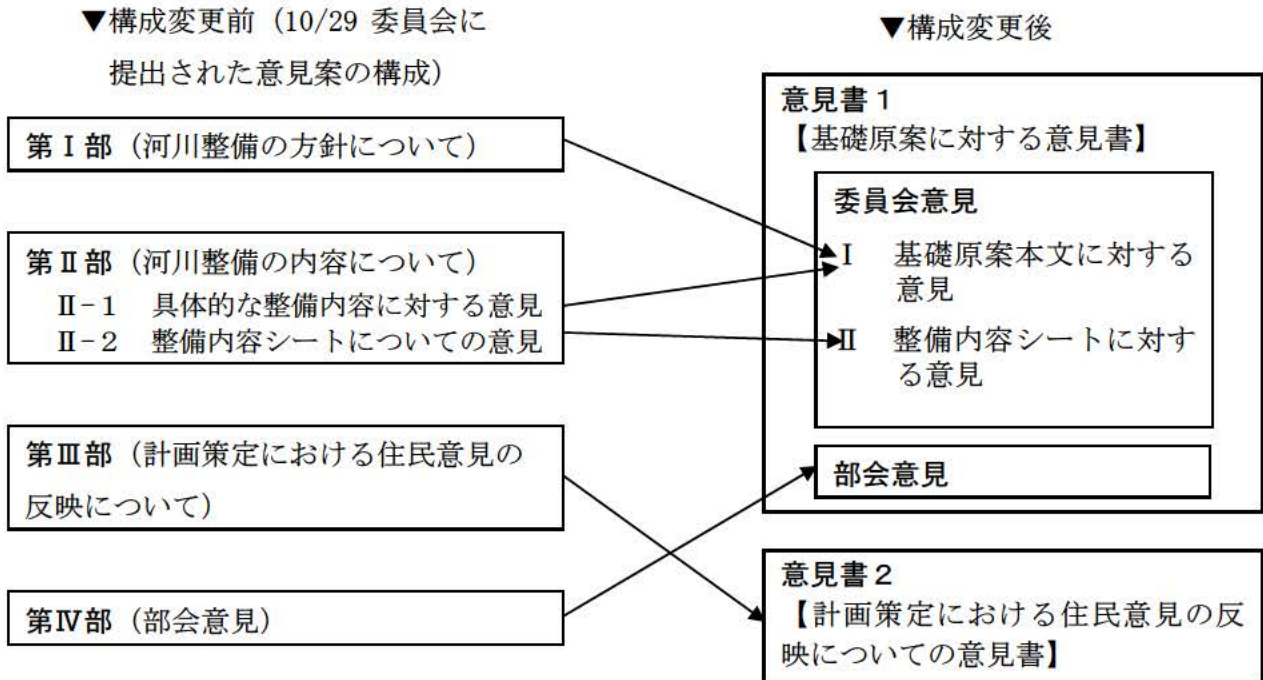 ▼構成変更前（10/29 委員会に
提出された意見案の構成）
第Ⅰ部（河川整備の方針について）
第Ⅱ部（河川整備の内容について）
Ⅱ-1 具体的な整備内容に対する意見
Ⅱ-2 整備内容シートについての意見
第Ⅲ部（計画策定における住民意見の
反映について）
第Ⅳ部（部会意見）
▼構成変更後
意見書１
【基礎原案に対する意見書】
委員会意見
Ⅰ 基礎原案本文に対する
意見
Ⅱ 整備内容シートに対す
る意見
部会意見
意見書２
【計画策定における住民意見の反
映についての意見書】